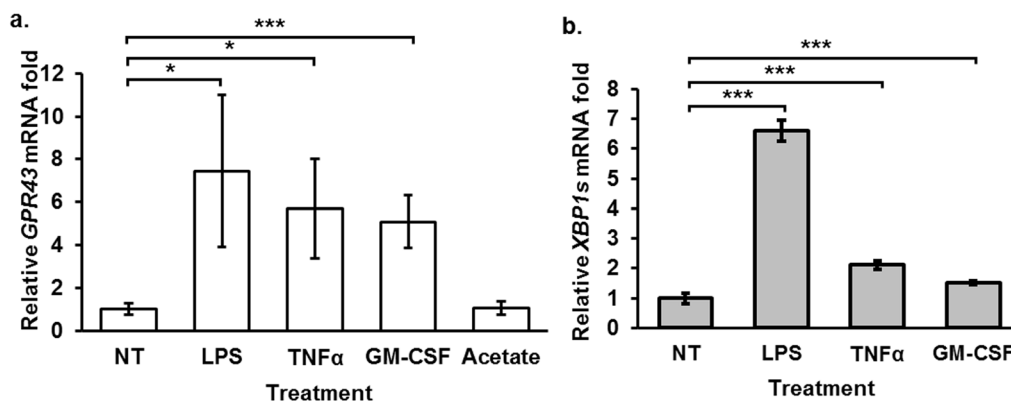 a.
***
*
*
Relative GPR43 mRNA fold
12
10
8
6
4
2
0
NT LPS TNFα GM-CSF Acetate
Treatment
b.
***
***
***
Relative XBP1s mRNA fold
8
7
6
5
4
3
2
1
0
NT LPS TNFα GM-CSF
Treatment